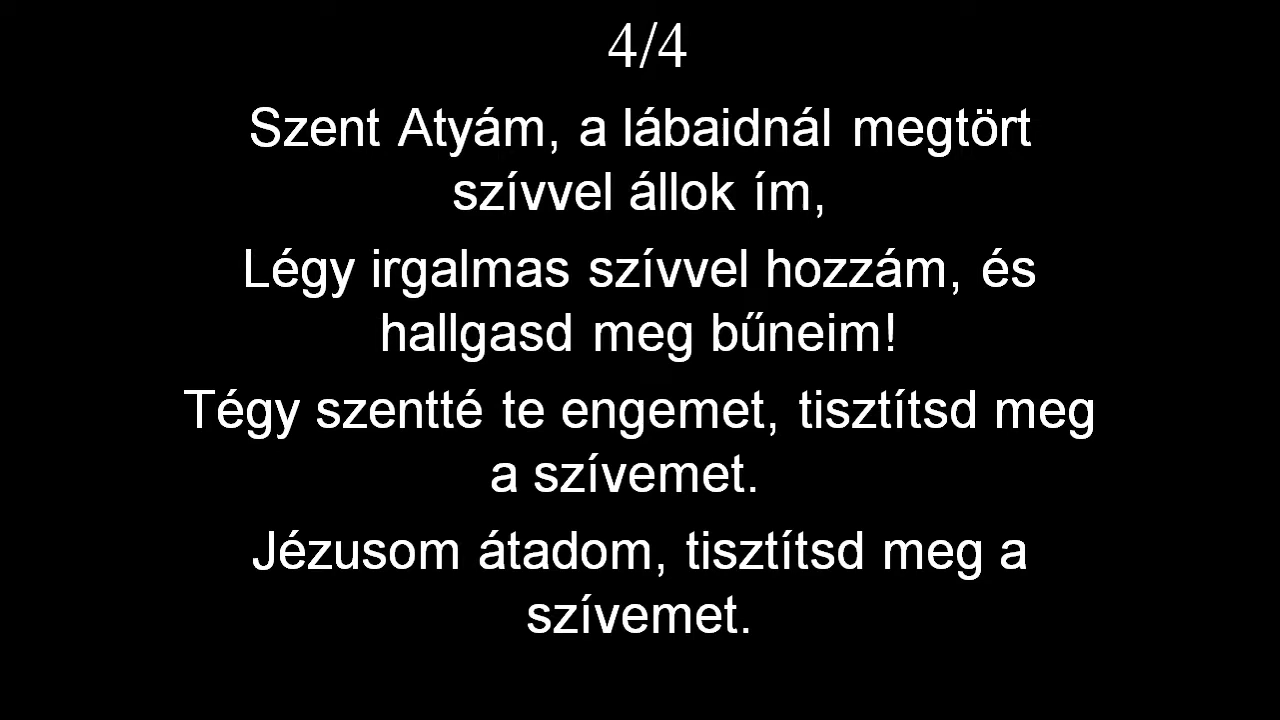 4/4
Szent Atyám, a lábaidnál megtört
szívvel állok ím,
Légy irgalmas szívvel hozzám, és
hallgasd meg bűneim!
Tégy szentté te engemet, tisztítsd meg
a szívemet.
Jézusom átadom, tisztítsd meg a
szívemet.